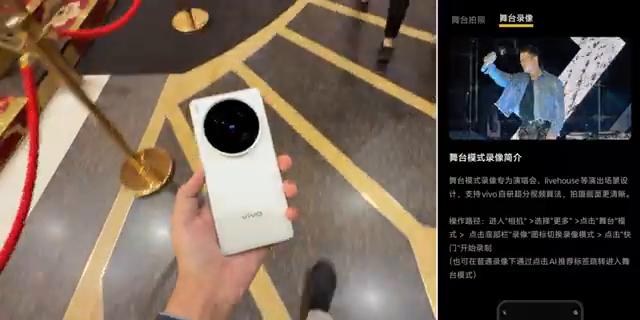 vivo
舞台拍照 舞台录像
舞台模式录像简介
舞台模式录像专为演唱会、livehouse等演出场景设
计，支持vivo自研超分视频算法，拍摄画面更清晰。
操作路径：进入“相机” >选择“更多” >点击“舞台”模
式 > 点击底部栏“录像”图标切换录像模式 > 点击“快
门”开始录制
(也可在普通录像下通过点击AI推荐标签跳转进入舞
台模式)